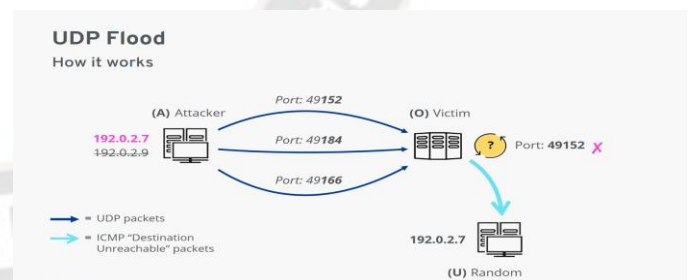 UDP Flood
How it works
(A) Attacker
192.0.2.7
192.0.2.9
Port: 49152
Port: 49184
Port: 49166
(O) Victim
?
Port: 49152 ✗
192.0.2.7
(U) Random
= UDP packets
= ICMP “Destination
Unreachable” packets